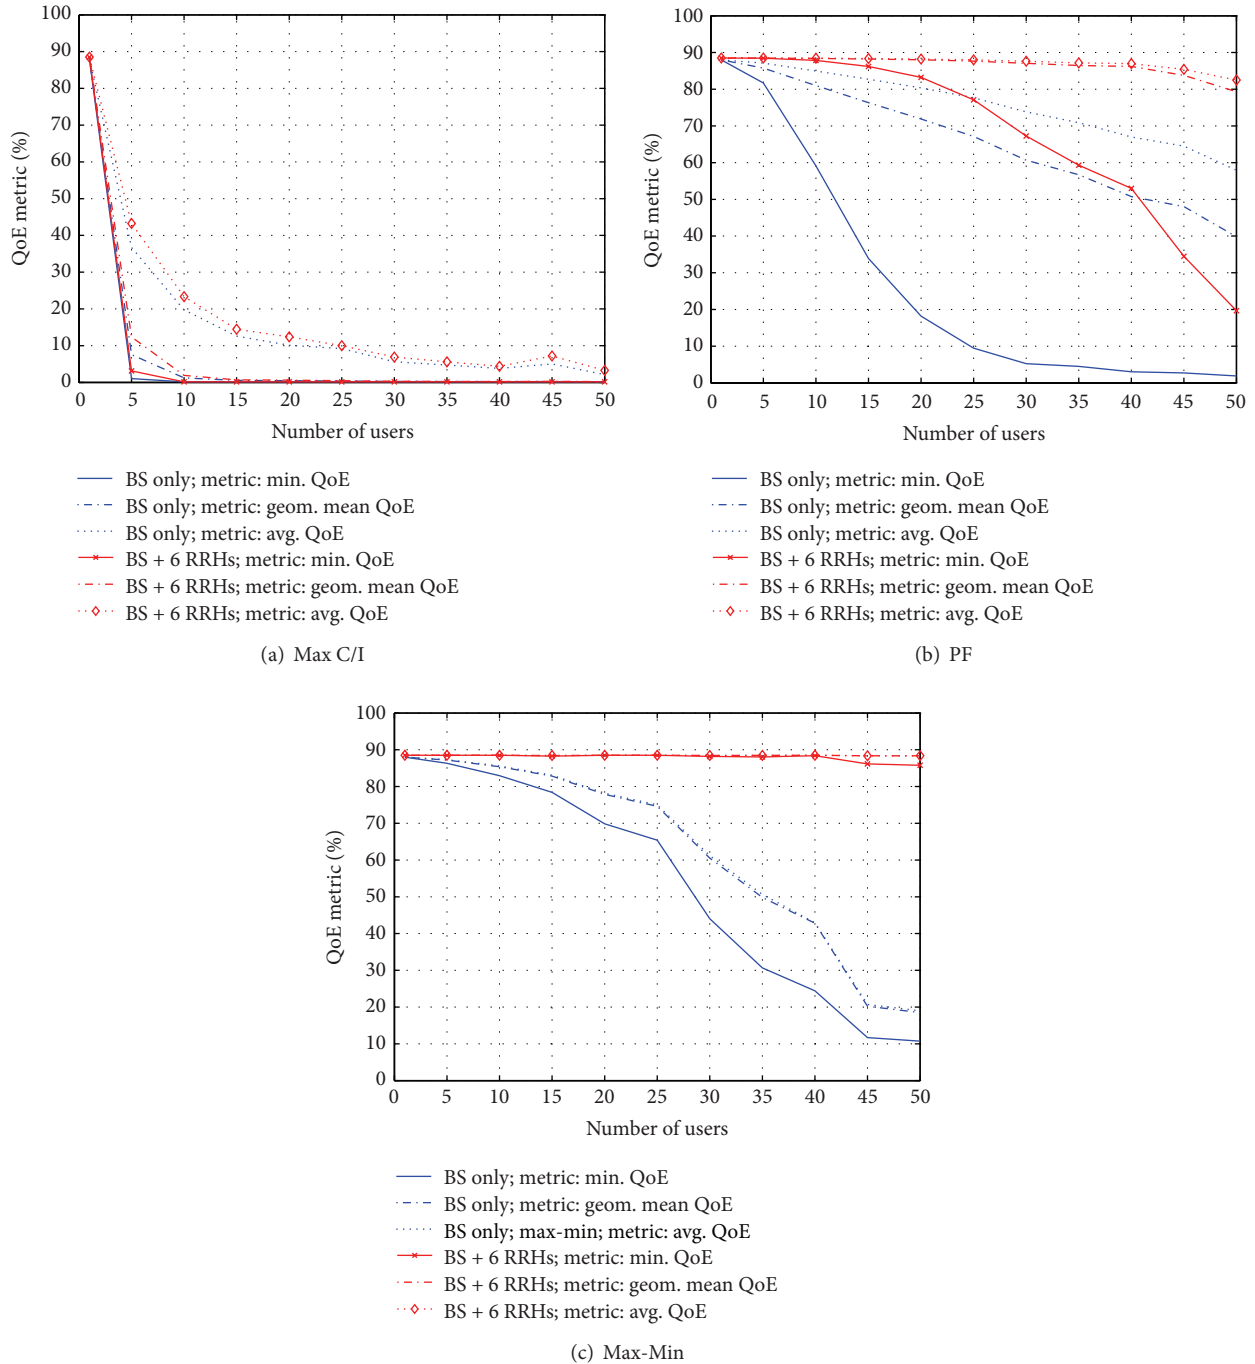 100
90
80
70
60
50
40
30
20
10
0
QoE metric (%)
0 5 10 15 20 25 30 35 40 45 50
Number of users
BS only; metric: min. QoE
BS only; metric: geom. mean QoE
BS only; metric: avg. QoE
BS + 6 RRHs; metric: min. QoE
BS + 6 RRHs; metric: geom. mean QoE
BS + 6 RRHs; metric: avg. QoE
(a) Max C/I
100
90
80
70
60
50
40
30
20
10
0
QoE metric (%)
0 5 10 15 20 25 30 35 40 45 50
Number of users
BS only; metric: min. QoE
BS only; metric: geom. mean QoE
BS only; metric: avg. QoE
BS + 6 RRHs; metric: min. QoE
BS + 6 RRHs; metric: geom. mean QoE
BS + 6 RRHs; metric: avg. QoE
(b) PF
100
90
80
70
60
50
40
30
20
10
0
QoE metric (%)
0 5 10 15 20 25 30 35 40 45 50
Number of users
BS only; metric: min. QoE
BS only; metric: geom. mean QoE
BS only; max-min; metric: avg. QoE
BS + 6 RRHs; metric: min. QoE
BS + 6 RRHs; metric: geom. mean QoE
BS + 6 RRHs; metric: avg. QoE
(c) Max-Min